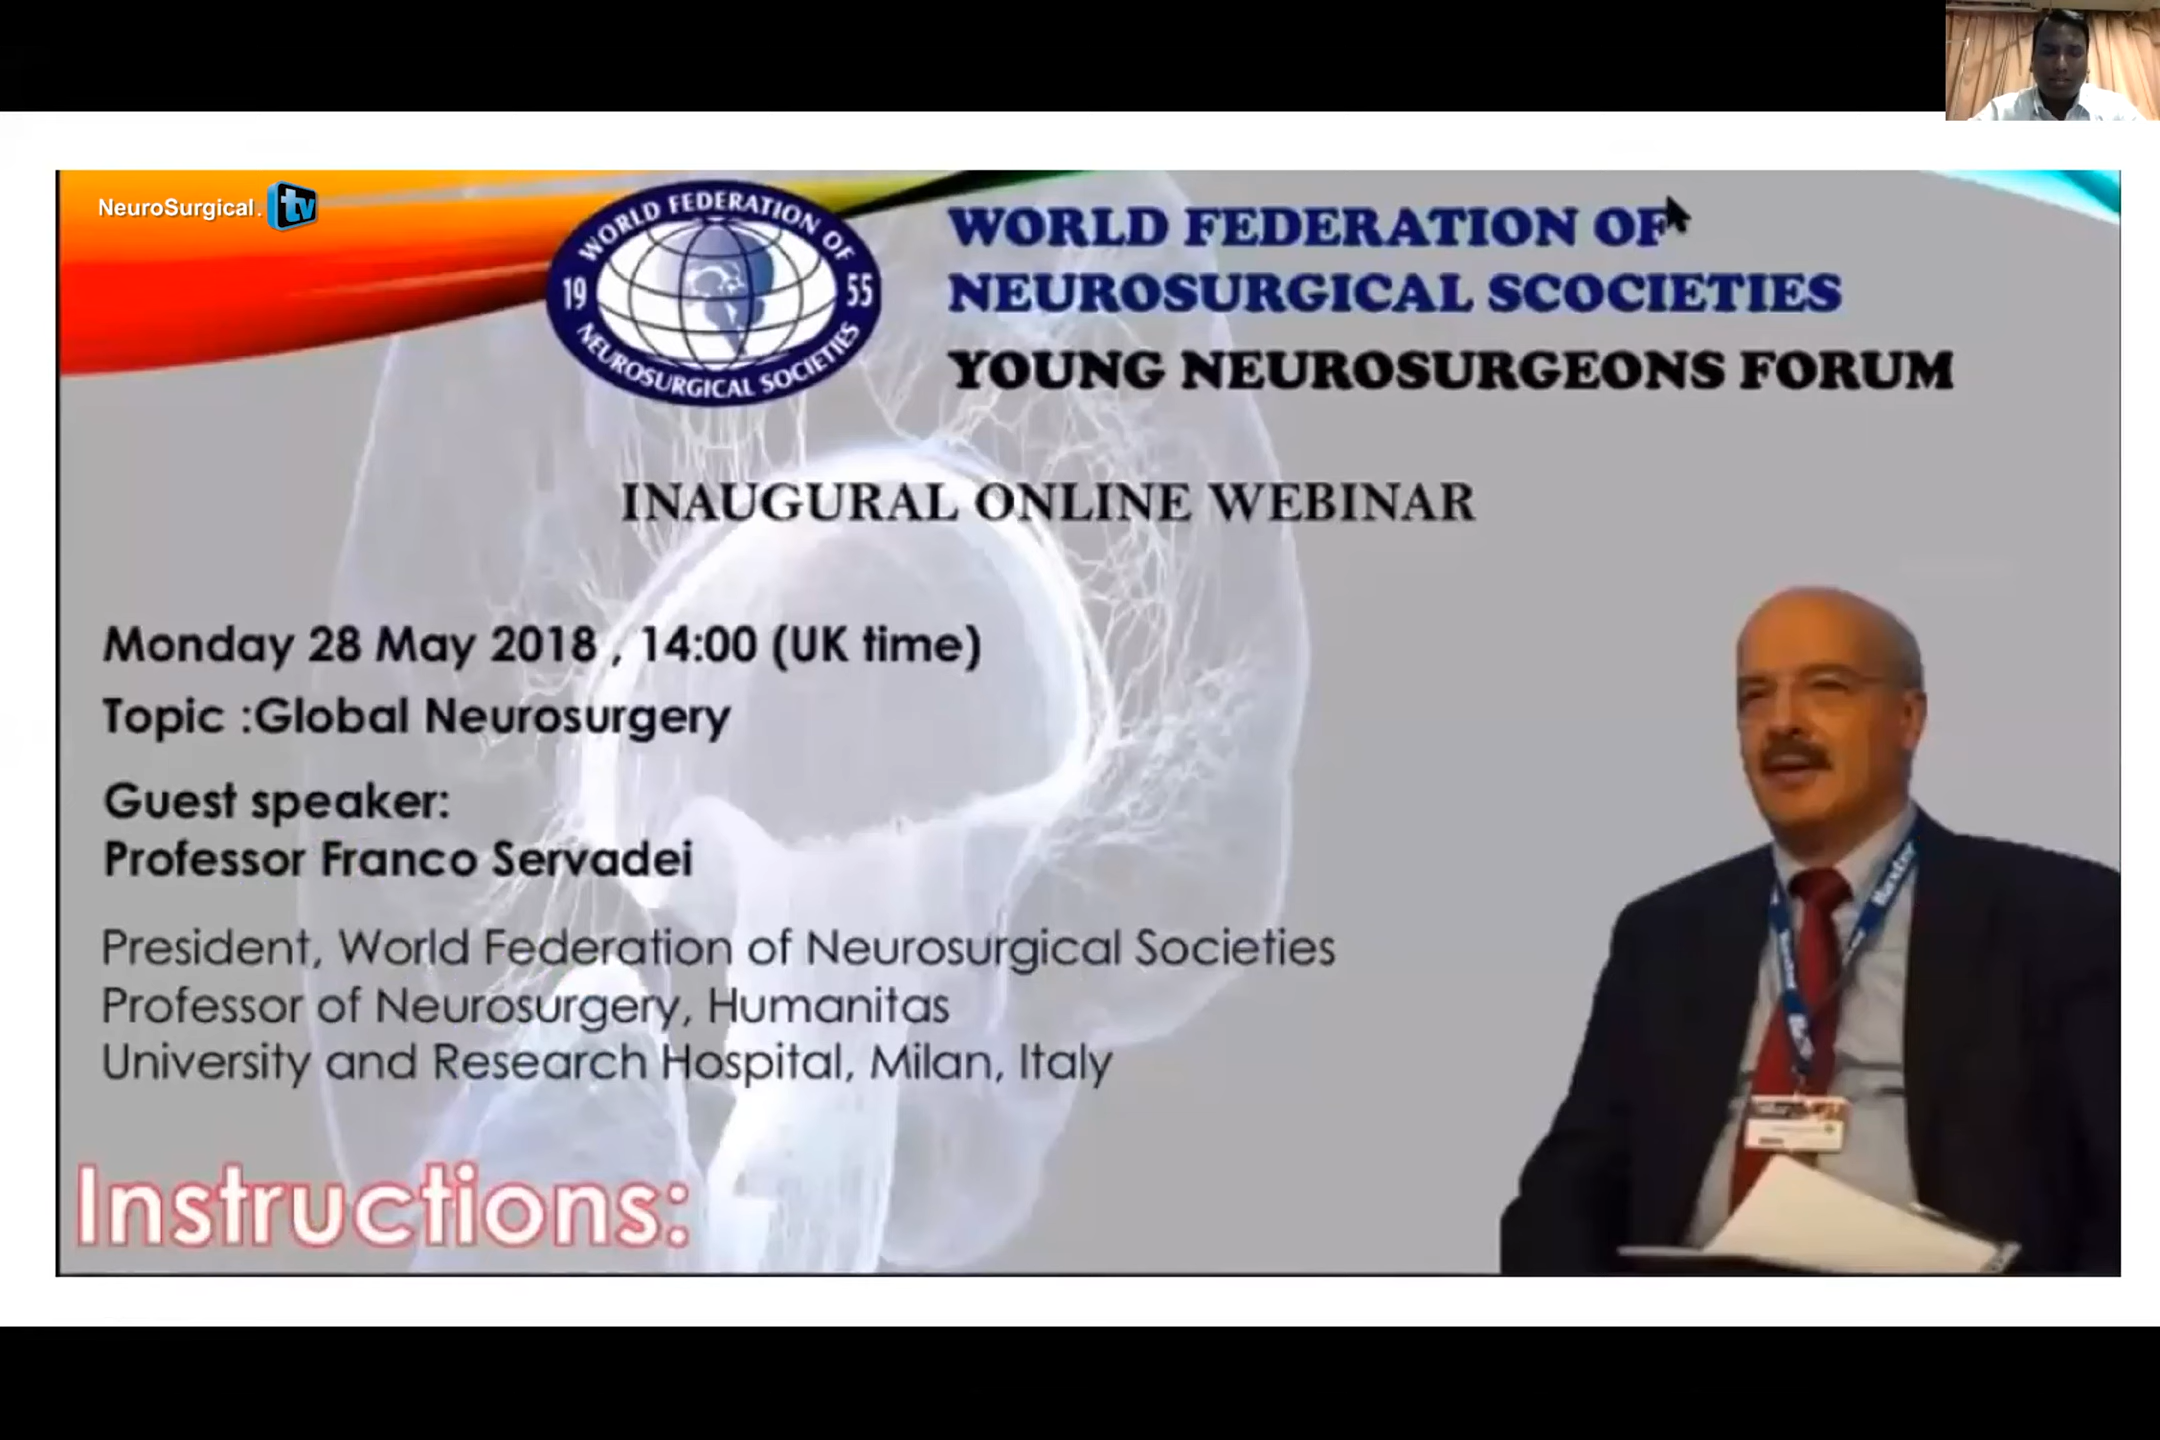 NeuroSurgical.tv
WORLD FEDERATION OF
19 55
NEUROSURGICAL SOCIETIES
WORLD FEDERATION OF
NEUROSURGICAL SCOCIETIES
YOUNG NEUROSURGEONS FORUM
INAUGURAL ONLINE WEBINAR
Monday 28 May 2018 , 14:00 (UK time)
Topic :Global Neurosurgery
Guest speaker:
Professor Franco Servadei
President, World Federation of Neurosurgical Societies
Professor of Neurosurgery, Humanitas
University and Research Hospital, Milan, Italy
Instructions:
Baxter